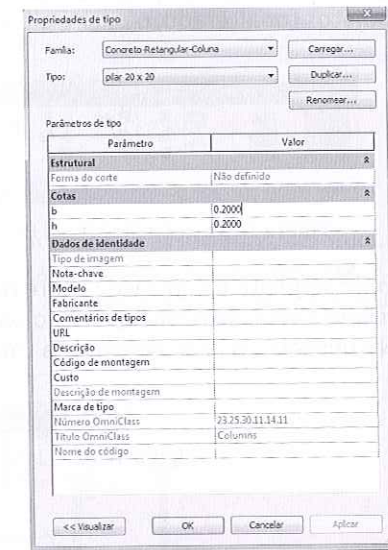 Propriedades de tipo
Família: Concreto-Retangular-Coluna Carregar...
Tipo: pilar 20 x 20 Duplicar...
Renomear...
Parâmetros de tipo
Parâmetro Valor
Estrutural
Forma do corte Não definido
Cotas
b 0.2000
h 0.2000
Dados de identidade
Tipo de imagem
Nota-chave
Modelo
Fabricante
Comentários de tipos
URL
Descrição
Código de montagem
Custo
Descrição de montagem
Marca de tipo
Número OmniClass 23.25.30.11.14.11
Título OmniClass Columns
Nome do código
<< Visualizar OK Cancelar Aplicar